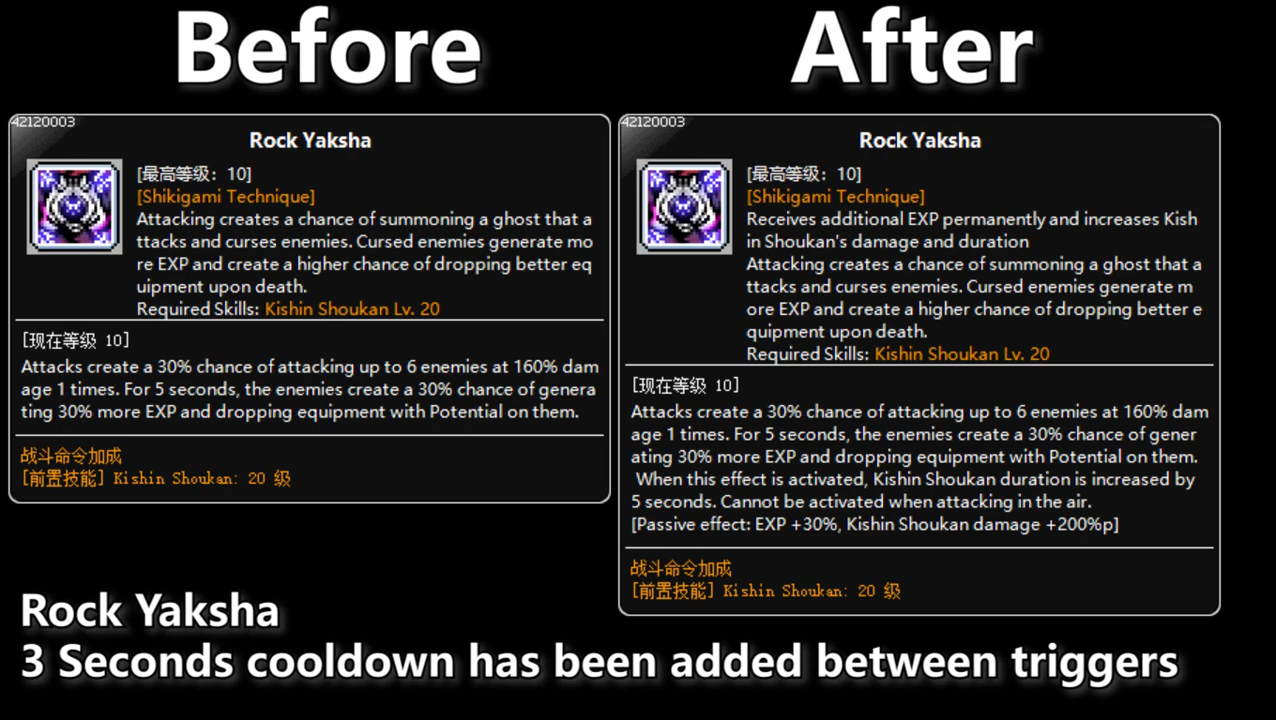 Before
After
42120003
Rock Yaksha
[最高等级：10]
[Shikigami Technique]
Attacking creates a chance of summoning a ghost that a
ttacks and curses enemies. Cursed enemies generate mo
re EXP and create a higher chance of dropping better eq
uipment upon death.
Required Skills: Kishin Shoukan Lv. 20
[现在等级 10]
Attacks create a 30% chance of attacking up to 6 enemies at 160% dam
age 1 times. For 5 seconds, the enemies create a 30% chance of genera
ting 30% more EXP and dropping equipment with Potential on them.
战斗命令加成
[前置技能] Kishin Shoukan: 20 级
42120003
Rock Yaksha
[最高等级：10]
[Shikigami Technique]
Receives additional EXP permanently and increases Kish
in Shoukan's damage and duration
Attacking creates a chance of summoning a ghost that a
ttacks and curses enemies. Cursed enemies generate m
ore EXP and create a higher chance of dropping better e
quipment upon death.
Required Skills: Kishin Shoukan Lv. 20
[现在等级 10]
Attacks create a 30% chance of attacking up to 6 enemies at 160% dam
age 1 times. For 5 seconds, the enemies create a 30% chance of gener
ating 30% more EXP and dropping equipment with Potential on them.
When this effect is activated, Kishin Shoukan duration is increased by
5 seconds. Cannot be activated when attacking in the air.
[Passive effect: EXP +30%, Kishin Shoukan damage +200%p]
战斗命令加成
[前置技能] Kishin Shoukan: 20 级
Rock Yaksha
3 Seconds cooldown has been added between triggers